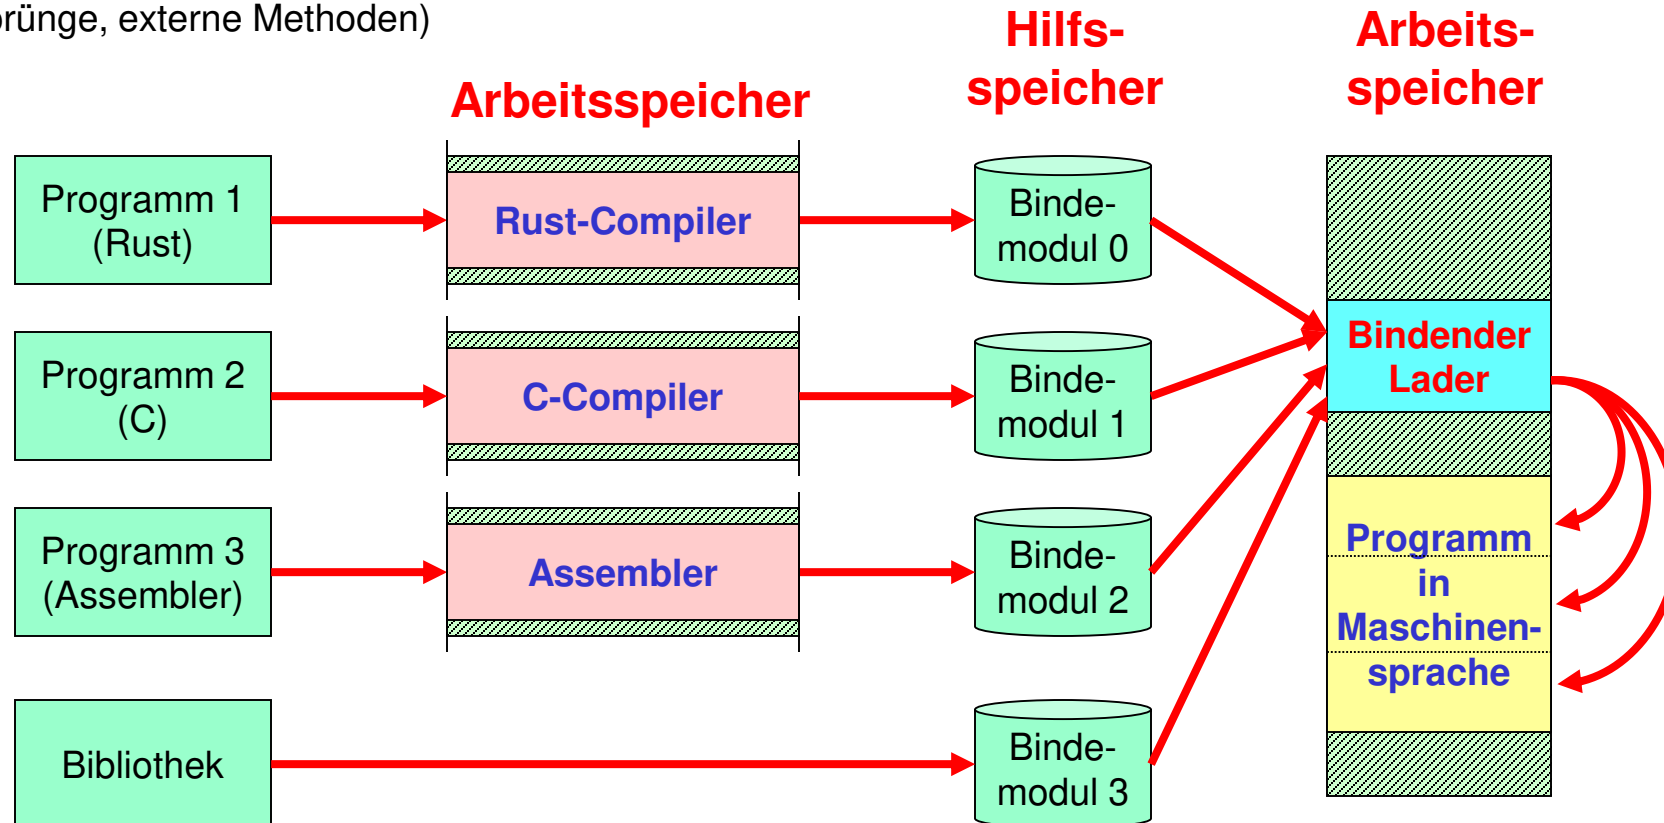 externe Methoden)
Hilfs-
speicher
Arbeits-
speicher
Arbeitsspeicher
Programm 1
(Rust)
Rust-Compiler
Binde-
modul 0
Bindender
Lader
Programm 2
(C)
C-Compiler
Binde-
modul 1
Programm 3
(Assembler)
Assembler
Binde-
modul 2
Programm
in
Maschinen-
sprache
Bibliothek
Binde-
modul 3